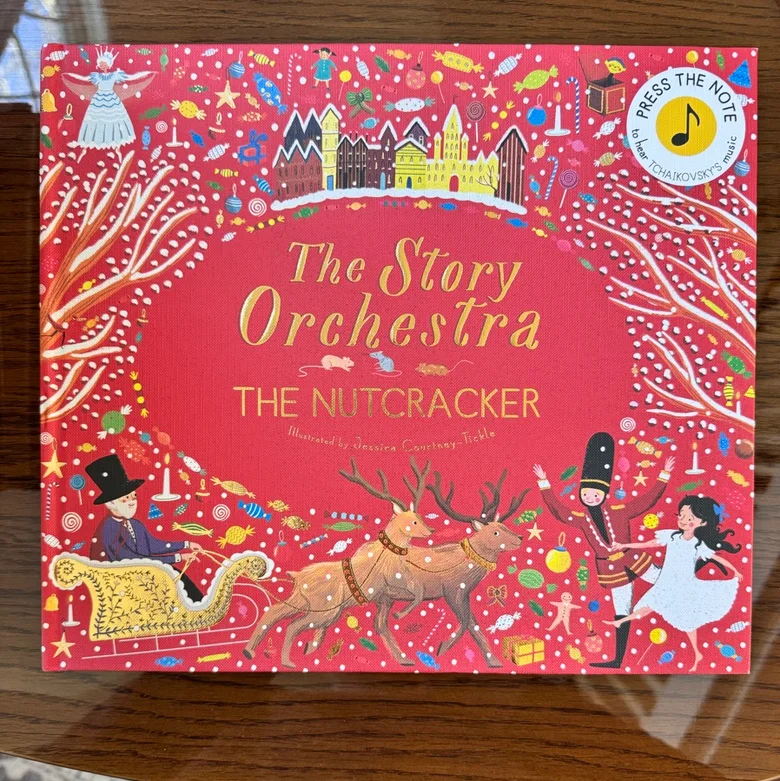 PRESS THE NOTE
to hear TCHAIKOVSKY'S music
The Story
Orchestra
THE NUTCRACKER
Illustrated by Jessica Courtney-Tickle